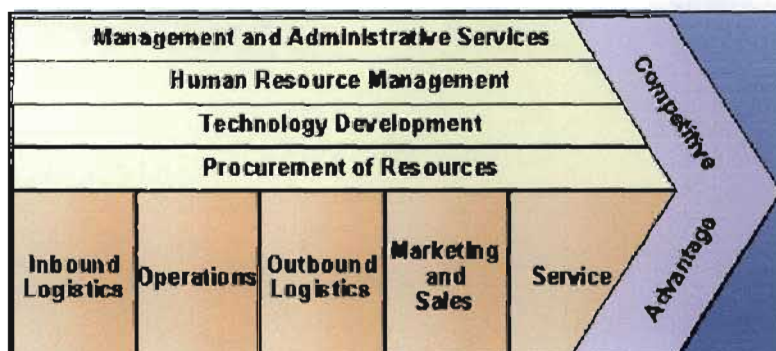 Management and Administrative Services
Human Resource Management
Technology Development
Procurement of Resources
Inbound
Logistics
Operations
Outbound
Logistics
Marketing
and
Sales
Service
Competitive
Advantage